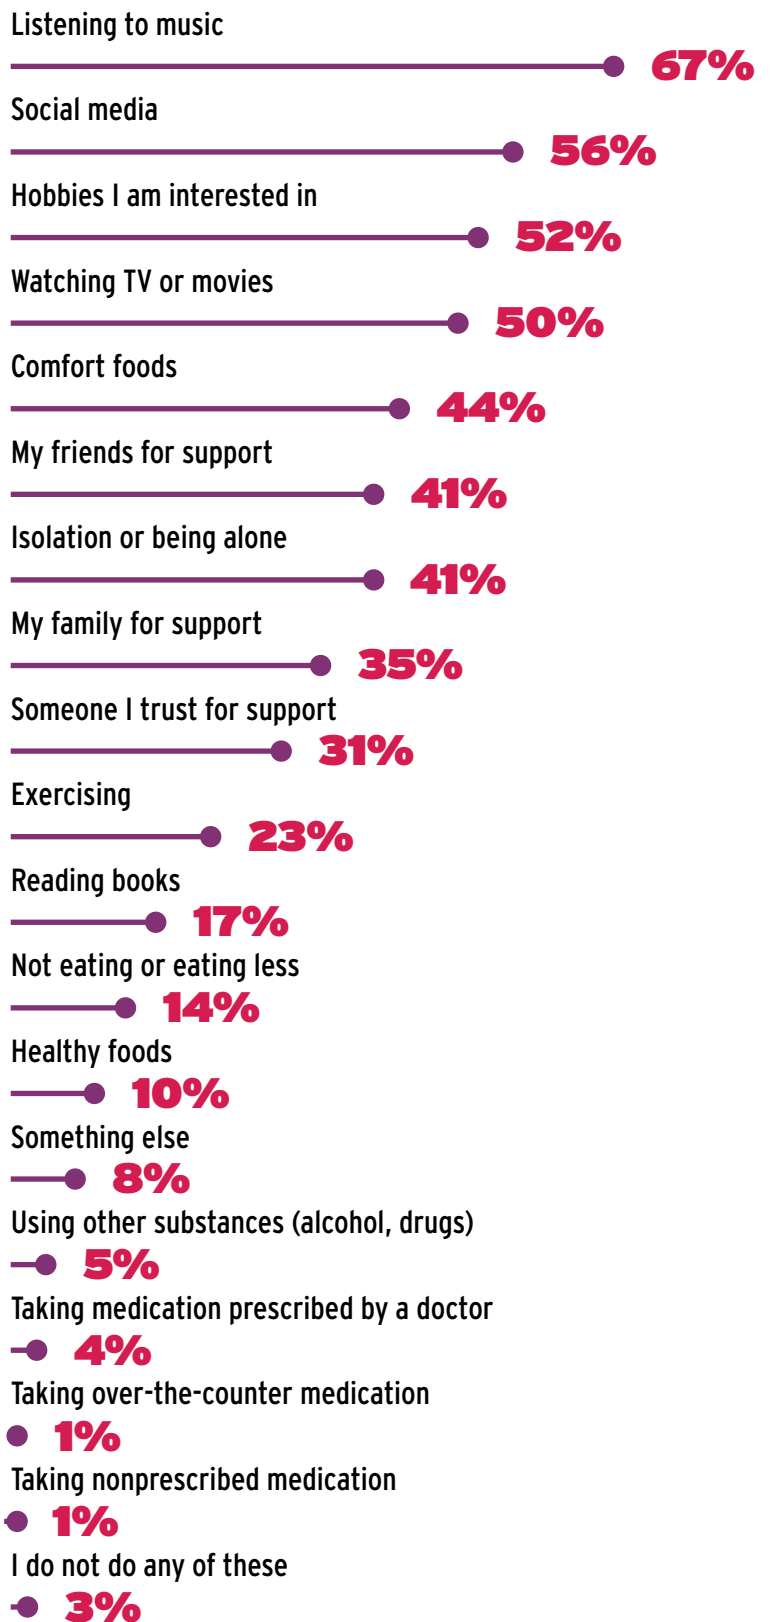 Listening to music
67%
Social media
56%
Hobbies I am interested in
52%
Watching TV or movies
50%
Comfort foods
44%
My friends for support
41%
Isolation or being alone
41%
My family for support
35%
Someone I trust for support
31%
Exercising
23%
Reading books
17%
Not eating or eating less
14%
Healthy foods
10%
Something else
8%
Using other substances (alcohol, drugs)
5%
Taking medication prescribed by a doctor
4%
Taking over-the-counter medication
1%
Taking nonprescribed medication
1%
I do not do any of these
3%